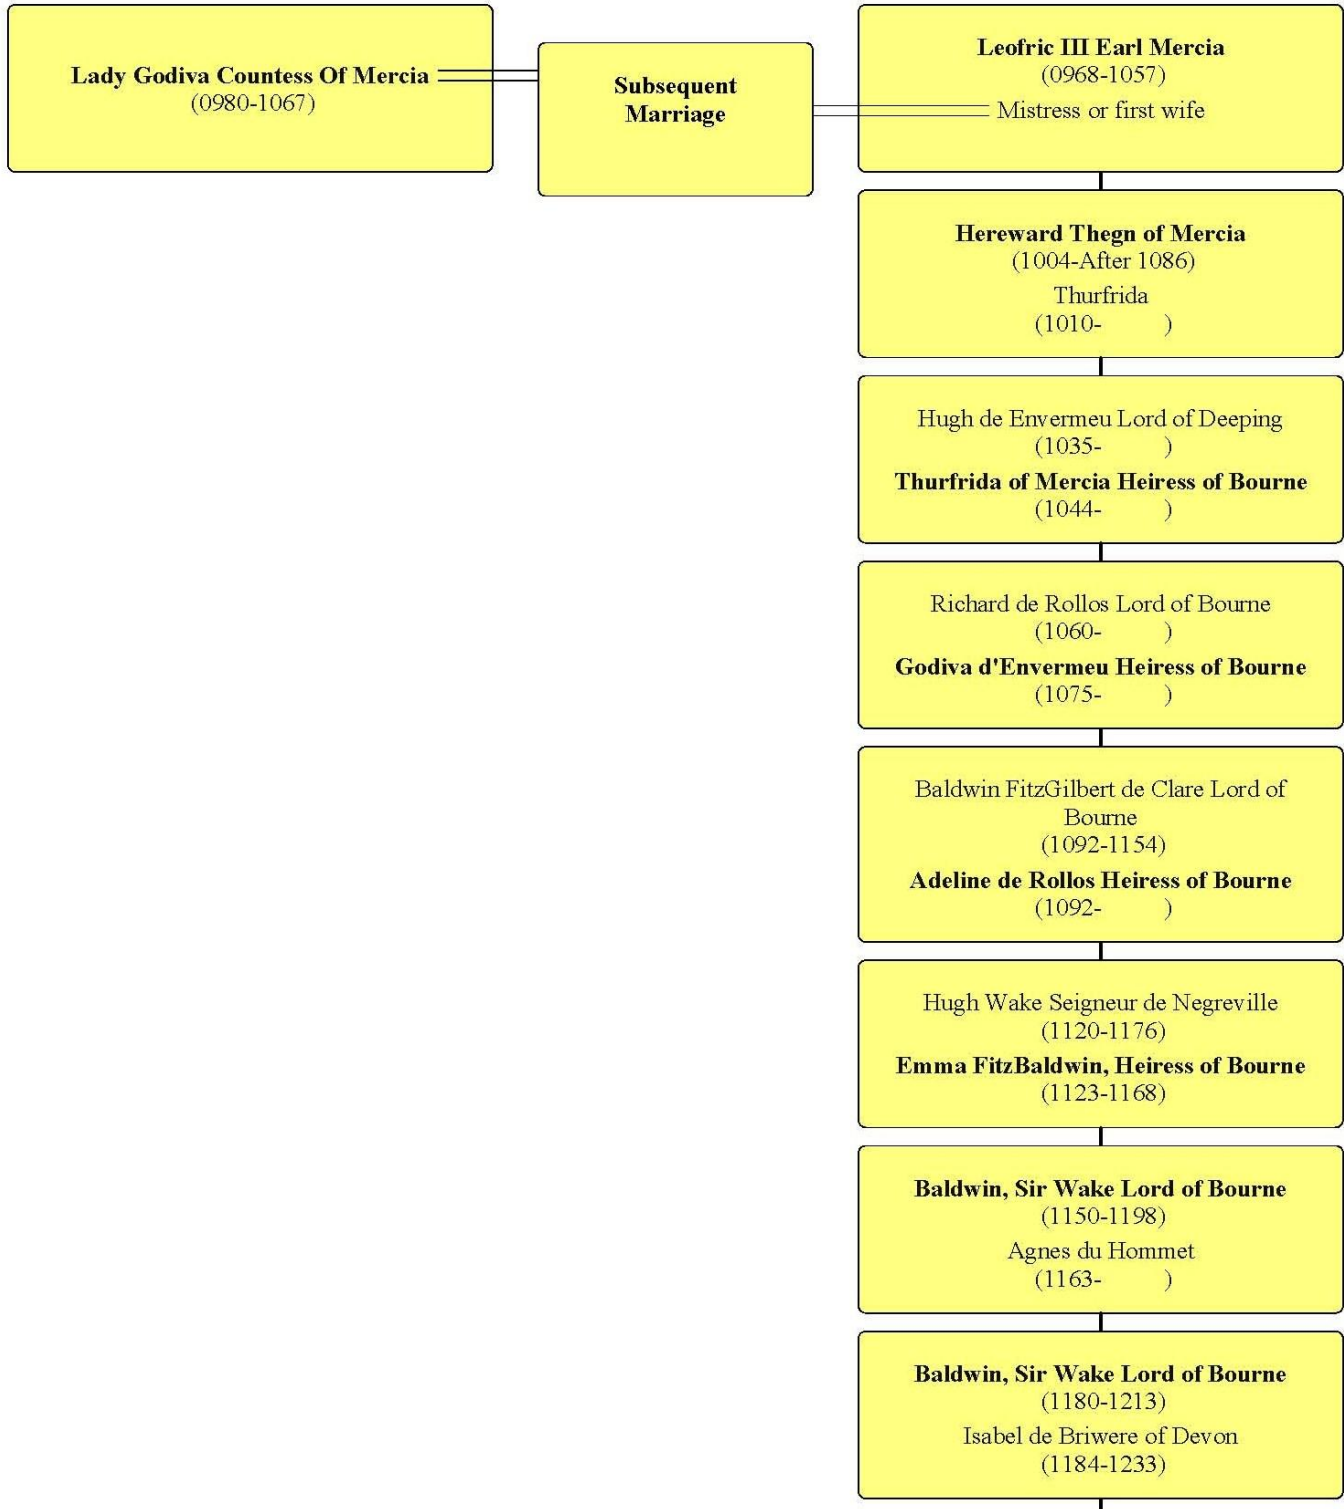 Lady Godiva Countess Of Mercia
(0980-1067)
Subsequent
Marriage
Leofric III Earl Mercia
(0968-1057)
Mistress or first wife
Hereward Thegn of Mercia
(1004-After 1086)
Thurfrida
(1010- )
Hugh de Envermeu Lord of Deeping
(1035- )
Thurfrida of Mercia Heiress of Bourne
(1044- )
Richard de Rollos Lord of Bourne
(1060- )
Godiva d'Envermeu Heiress of Bourne
(1075- )
Baldwin FitzGilbert de Clare Lord of
Bourne
(1092-1154)
Adeline de Rollos Heiress of Bourne
(1092- )
Hugh Wake Seigneur de Negreville
(1120-1176)
Emma FitzBaldwin, Heiress of Bourne
(1123-1168)
Baldwin, Sir Wake Lord of Bourne
(1150-1198)
Agnes du Hommet
(1163- )
Baldwin, Sir Wake Lord of Bourne
(1180-1213)
Isabel de Briwere of Devon
(1184-1233)